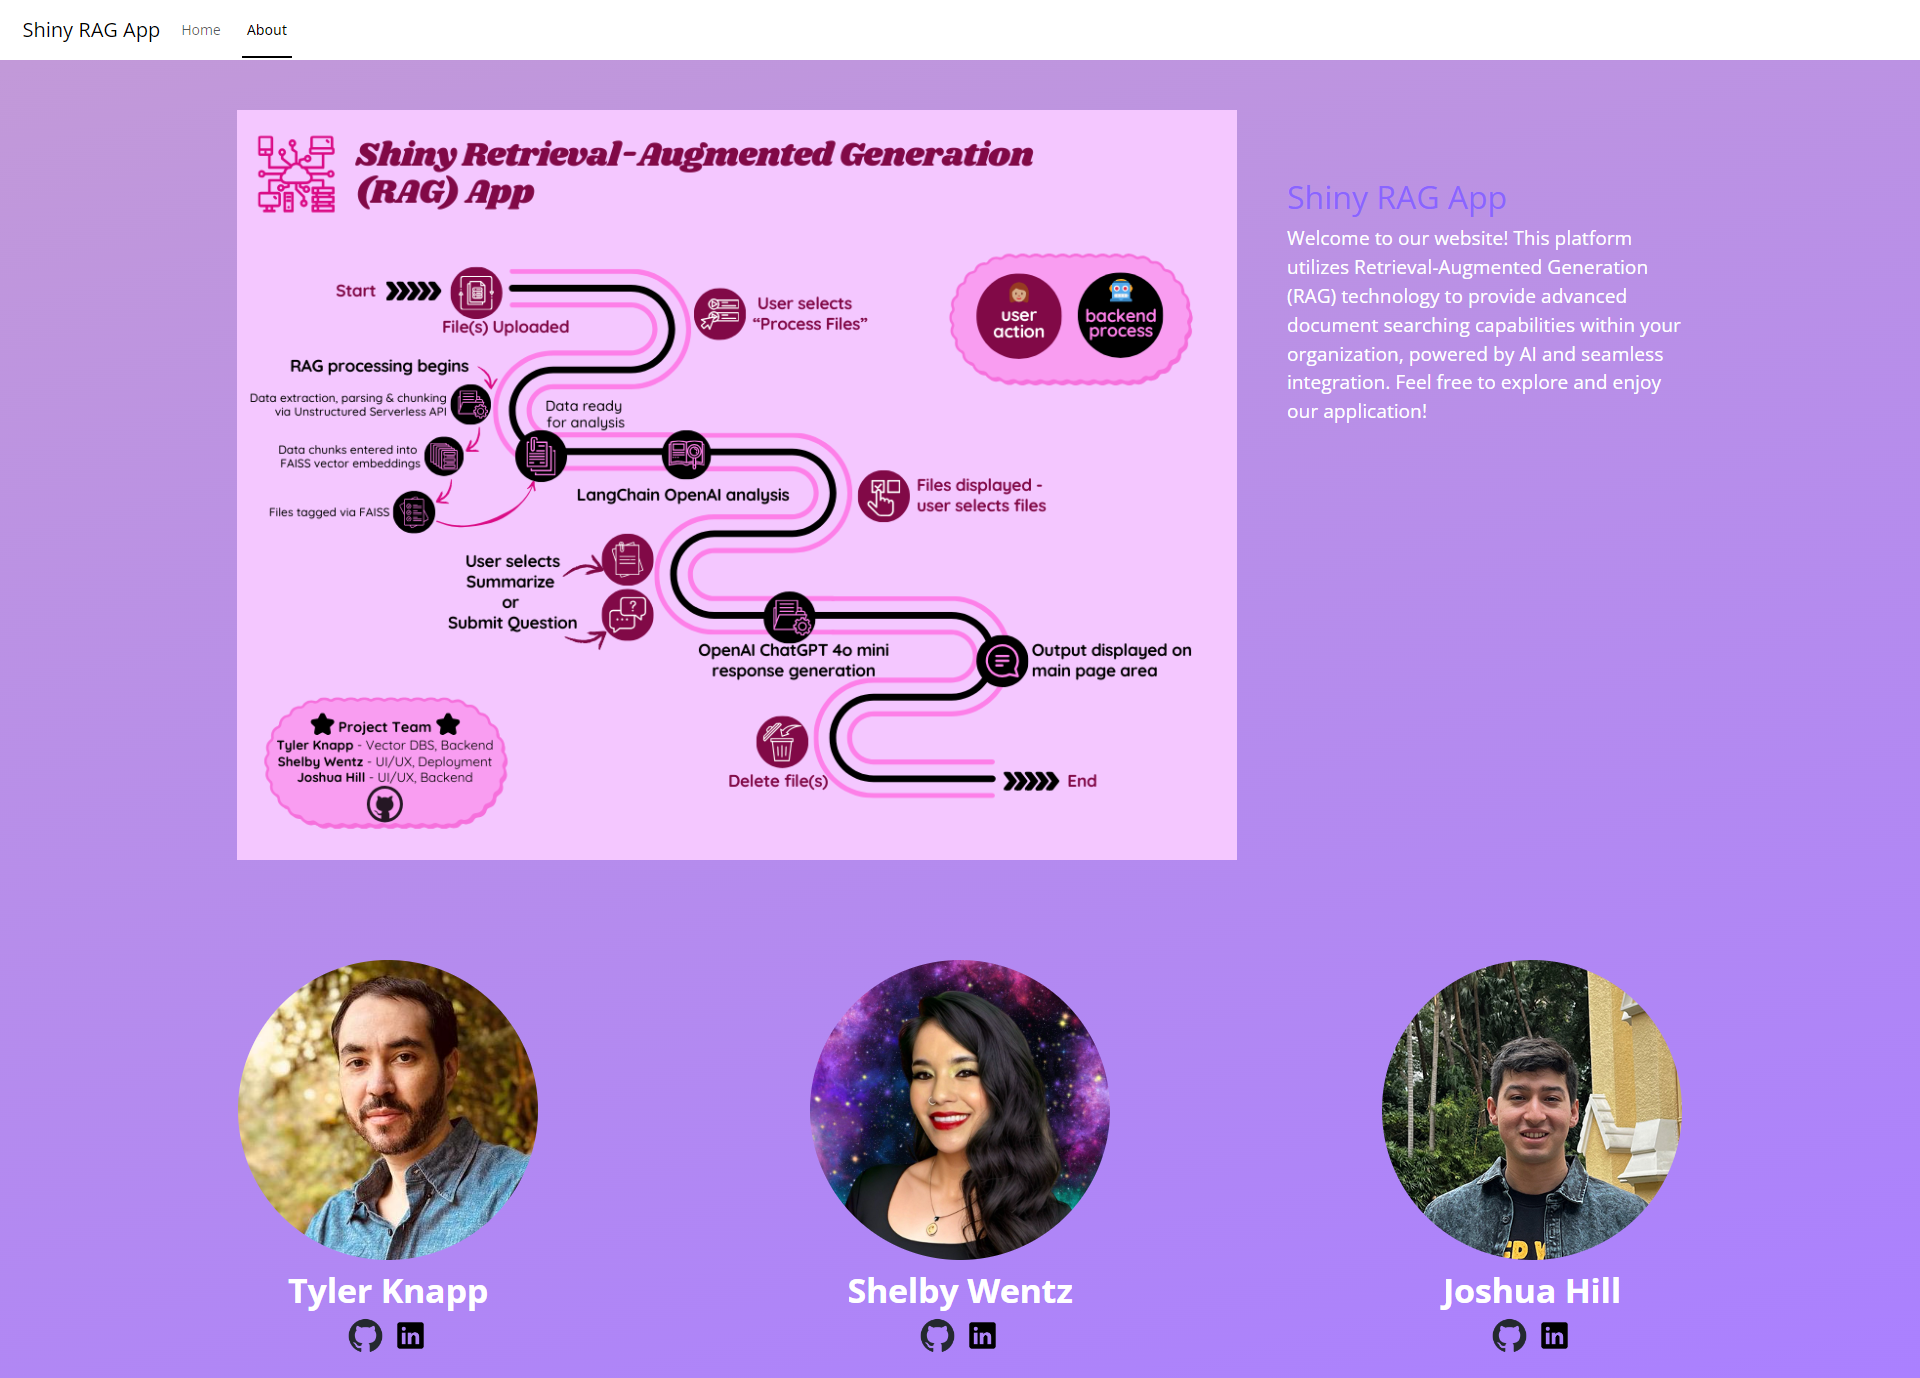 Shiny RAG App
Home
About
Shiny Retrieval-Augmented Generation
(RAG) App
Start
File(s) Uploaded
User selects
“Process Files”
user
action
backend
process
RAG processing begins
Data extraction, parsing & chunking
via Unstructured Serverless API
Data chunks entered into
FAISS vector embeddings
Files tagged via FAISS
Data ready
for analysis
LangChain OpenAI analysis
Files displayed -
user selects files
User selects
Summarize
or
Submit Question
OpenAI ChatGPT 4o mini
response generation
Output displayed on
main page area
Delete file(s)
End
Project Team
Tyler Knapp - Vector DBS, Backend
Shelby Wentz - UI/UX, Deployment
Joshua Hill - UI/UX, Backend
Shiny RAG App
Welcome to our website! This platform
utilizes Retrieval-Augmented Generation
(RAG) technology to provide advanced
document searching capabilities within your
organization, powered by AI and seamless
integration. Feel free to explore and enjoy
our application!
Tyler Knapp
in
Shelby Wentz
in
Joshua Hill
in